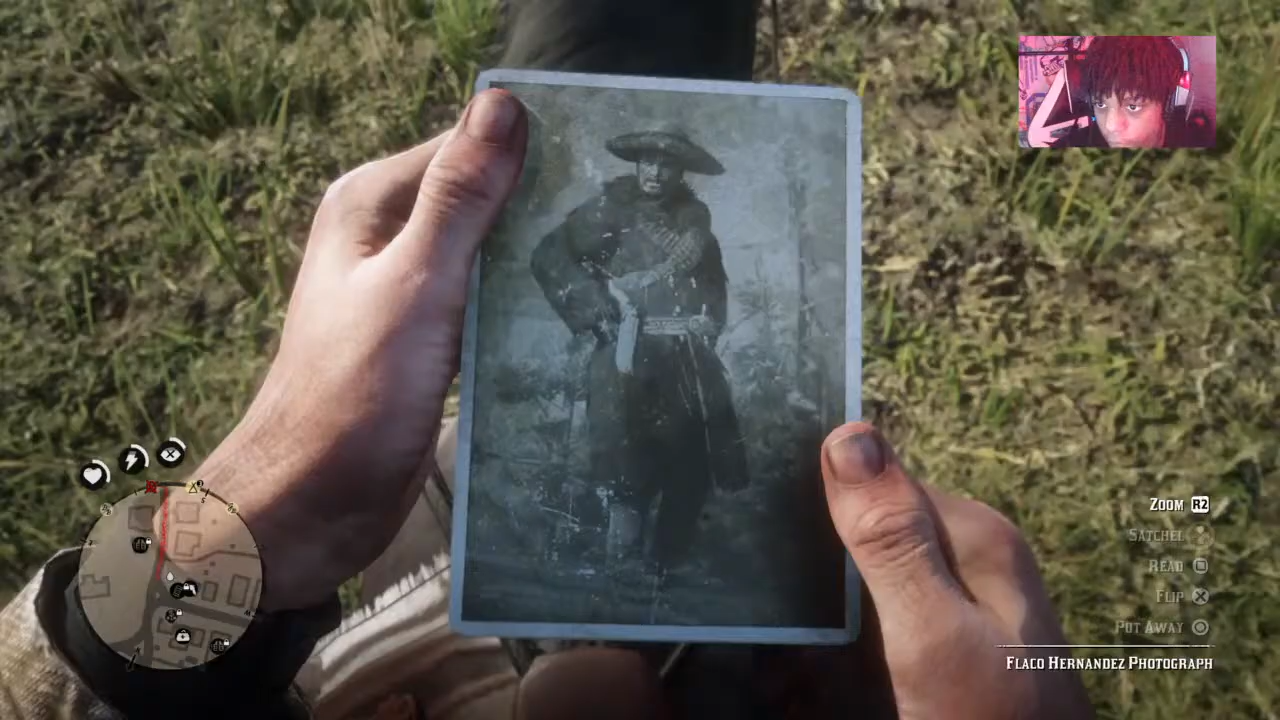 ZOOM R2
SATCHEL
READ
FLIP
PUT AWAY
FLACO HERNANDEZ PHOTOGRAPH